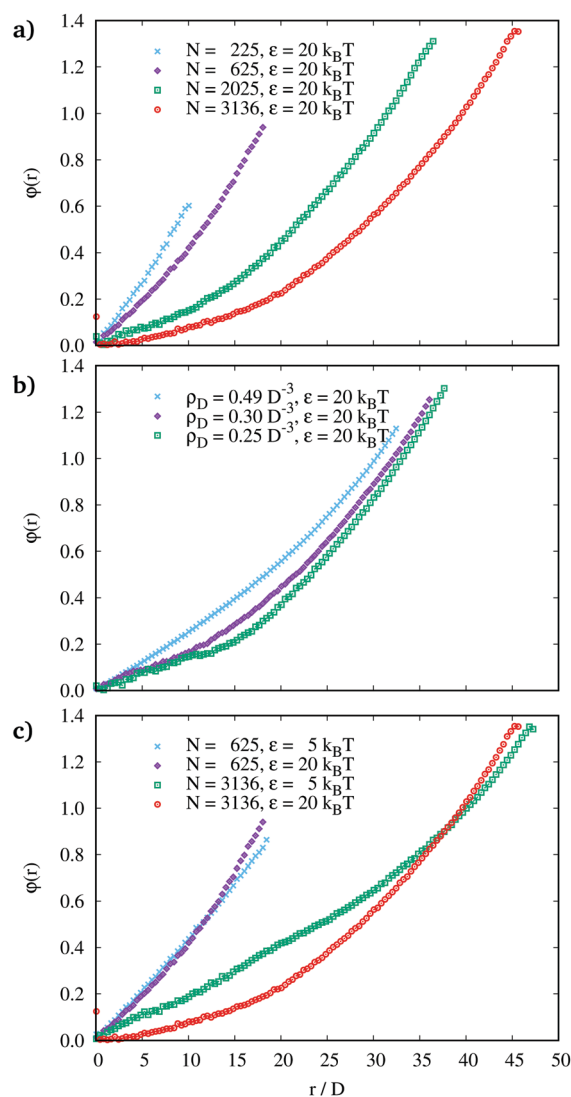 a)
1.4
1.2
1.0
0.8
0.6
0.4
0.2
0.0
φ(r)
N = 225, ε = 20 k_BT
N = 625, ε = 20 k_BT
N = 2025, ε = 20 k_BT
N = 3136, ε = 20 k_BT
b)
1.4
1.2
1.0
0.8
0.6
0.4
0.2
0.0
φ(r)
ρ_D = 0.49 D^-3, ε = 20 k_BT
ρ_D = 0.30 D^-3, ε = 20 k_BT
ρ_D = 0.25 D^-3, ε = 20 k_BT
c)
1.4
1.2
1.0
0.8
0.6
0.4
0.2
0.0
φ(r)
N = 625, ε = 5 k_BT
N = 625, ε = 20 k_BT
N = 3136, ε = 5 k_BT
N = 3136, ε = 20 k_BT
0 5 10 15 20 25 30 35 40 45 50
r / D